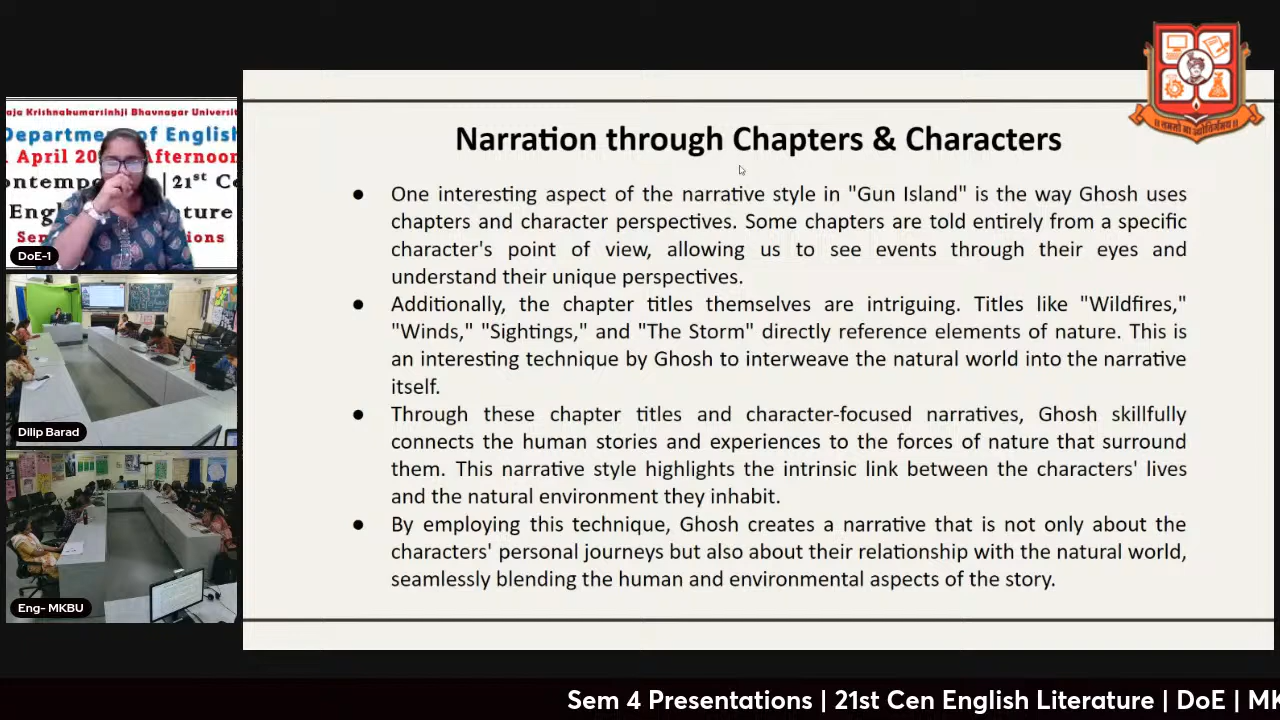 Narration through Chapters & Characters
● One interesting aspect of the narrative style in "Gun Island" is the way Ghosh uses
chapters and character perspectives. Some chapters are told entirely from a specific
character's point of view, allowing us to see events through their eyes and
understand their unique perspectives.
● Additionally, the chapter titles themselves are intriguing. Titles like "Wildfires,"
"Winds," "Sightings," and "The Storm" directly reference elements of nature. This is
an interesting technique by Ghosh to interweave the natural world into the narrative
itself.
● Through these chapter titles and character-focused narratives, Ghosh skillfully
connects the human stories and experiences to the forces of nature that surround
them. This narrative style highlights the intrinsic link between the characters' lives
and the natural environment they inhabit.
● By employing this technique, Ghosh creates a narrative that is not only about the
characters' personal journeys but also about their relationship with the natural world,
seamlessly blending the human and environmental aspects of the story.
aja Krishnakumarsinhji Bhavnagar Universit
Department of English
April 20 Afternoon
ontemp | 21st Ce
Eng ture
Se ions
DoE-1
Dilip Barad
Eng- MKBU
Sem 4 Presentations | 21st Cen English Literature | DoE | MK